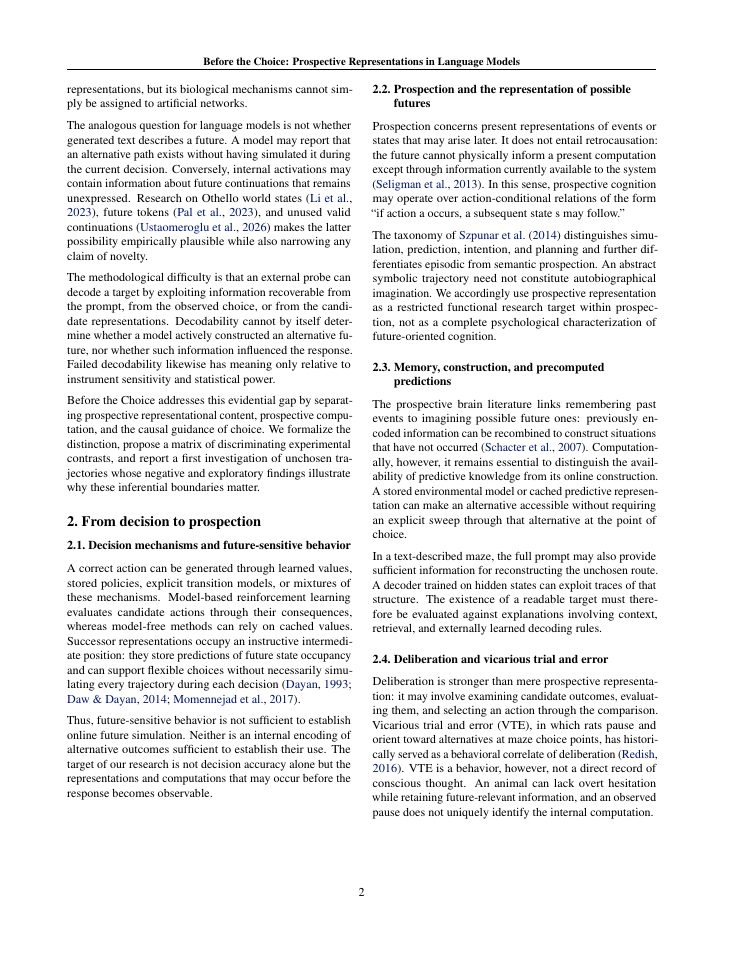 Before the Choice: Prospective Representations in Language Models
representations, but its biological mechanisms cannot sim-
ply be assigned to artificial networks.
The analogous question for language models is not whether
generated text describes a future. A model may report that
an alternative path exists without having simulated it during
the current decision. Conversely, internal activations may
contain information about future continuations that remains
unexpressed. Research on Othello world states (Li et al.,
2023), future tokens (Pal et al., 2023), and unused valid
continuations (Ustaomeroglu et al., 2026) makes the latter
possibility empirically plausible while also narrowing any
claim of novelty.
The methodological difficulty is that an external probe can
decode a target by exploiting information recoverable from
the prompt, from the observed choice, or from the candi-
date representations. Decodability cannot by itself deter-
mine whether a model actively constructed an alternative fu-
ture, nor whether such information influenced the response.
Failed decodability likewise has meaning only relative to
instrument sensitivity and statistical power.
Before the Choice addresses this evidential gap by separat-
ing prospective representational content, prospective compu-
tation, and the causal guidance of choice. We formalize the
distinction, propose a matrix of discriminating experimental
contrasts, and report a first investigation of unchosen tra-
jectories whose negative and exploratory findings illustrate
why these inferential boundaries matter.
2. From decision to prospection
2.1. Decision mechanisms and future-sensitive behavior
A correct action can be generated through learned values,
stored policies, explicit transition models, or mixtures of
these mechanisms. Model-based reinforcement learning
evaluates candidate actions through their consequences,
whereas model-free methods can rely on cached values.
Successor representations occupy an instructive intermedi-
ate position: they store predictions of future state occupancy
and can support flexible choices without necessarily simu-
lating every trajectory during each decision (Dayan, 1993;
Daw & Dayan, 2014; Momennejad et al., 2017).
Thus, future-sensitive behavior is not sufficient to establish
online future simulation. Neither is an internal encoding of
alternative outcomes sufficient to establish their use. The
target of our research is not decision accuracy alone but the
representations and computations that may occur before the
response becomes observable.
2.2. Prospection and the representation of possible
futures
Prospection concerns present representations of events or
states that may arise later. It does not entail retrocausation:
the future cannot physically inform a present computation
except through information currently available to the system
(Seligman et al., 2013). In this sense, prospective cognition
may operate over action-conditional relations of the form
“if action a occurs, a subsequent state s may follow.”
The taxonomy of Szpunar et al. (2014) distinguishes simu-
lation, prediction, intention, and planning and further dif-
ferentiates episodic from semantic prospection. An abstract
symbolic trajectory need not constitute autobiographical
imagination. We accordingly use prospective representation
as a restricted functional research target within prospec-
tion, not as a complete psychological characterization of
future-oriented cognition.
2.3. Memory, construction, and precomputed
predictions
The prospective brain literature links remembering past
events to imagining possible future ones: previously en-
coded information can be recombined to construct situations
that have not occurred (Schacter et al., 2007). Computation-
ally, however, it remains essential to distinguish the avail-
ability of predictive knowledge from its online construction.
A stored environmental model or cached predictive represen-
tation can make an alternative accessible without requiring
an explicit sweep through that alternative at the point of
choice.
In a text-described maze, the full prompt may also provide
sufficient information for reconstructing the unchosen route.
A decoder trained on hidden states can exploit traces of that
structure. The existence of a readable target must there-
fore be evaluated against explanations involving context,
retrieval, and externally learned decoding rules.
2.4. Deliberation and vicarious trial and error
Deliberation is stronger than mere prospective representa-
tion: it may involve examining candidate outcomes, evaluat-
ing them, and selecting an action through the comparison.
Vicarious trial and error (VTE), in which rats pause and
orient toward alternatives at maze choice points, has histori-
cally served as a behavioral correlate of deliberation (Redish,
2016). VTE is a behavior, however, not a direct record of
conscious thought. An animal can lack overt hesitation
while retaining future-relevant information, and an observed
pause does not uniquely identify the internal computation.
2